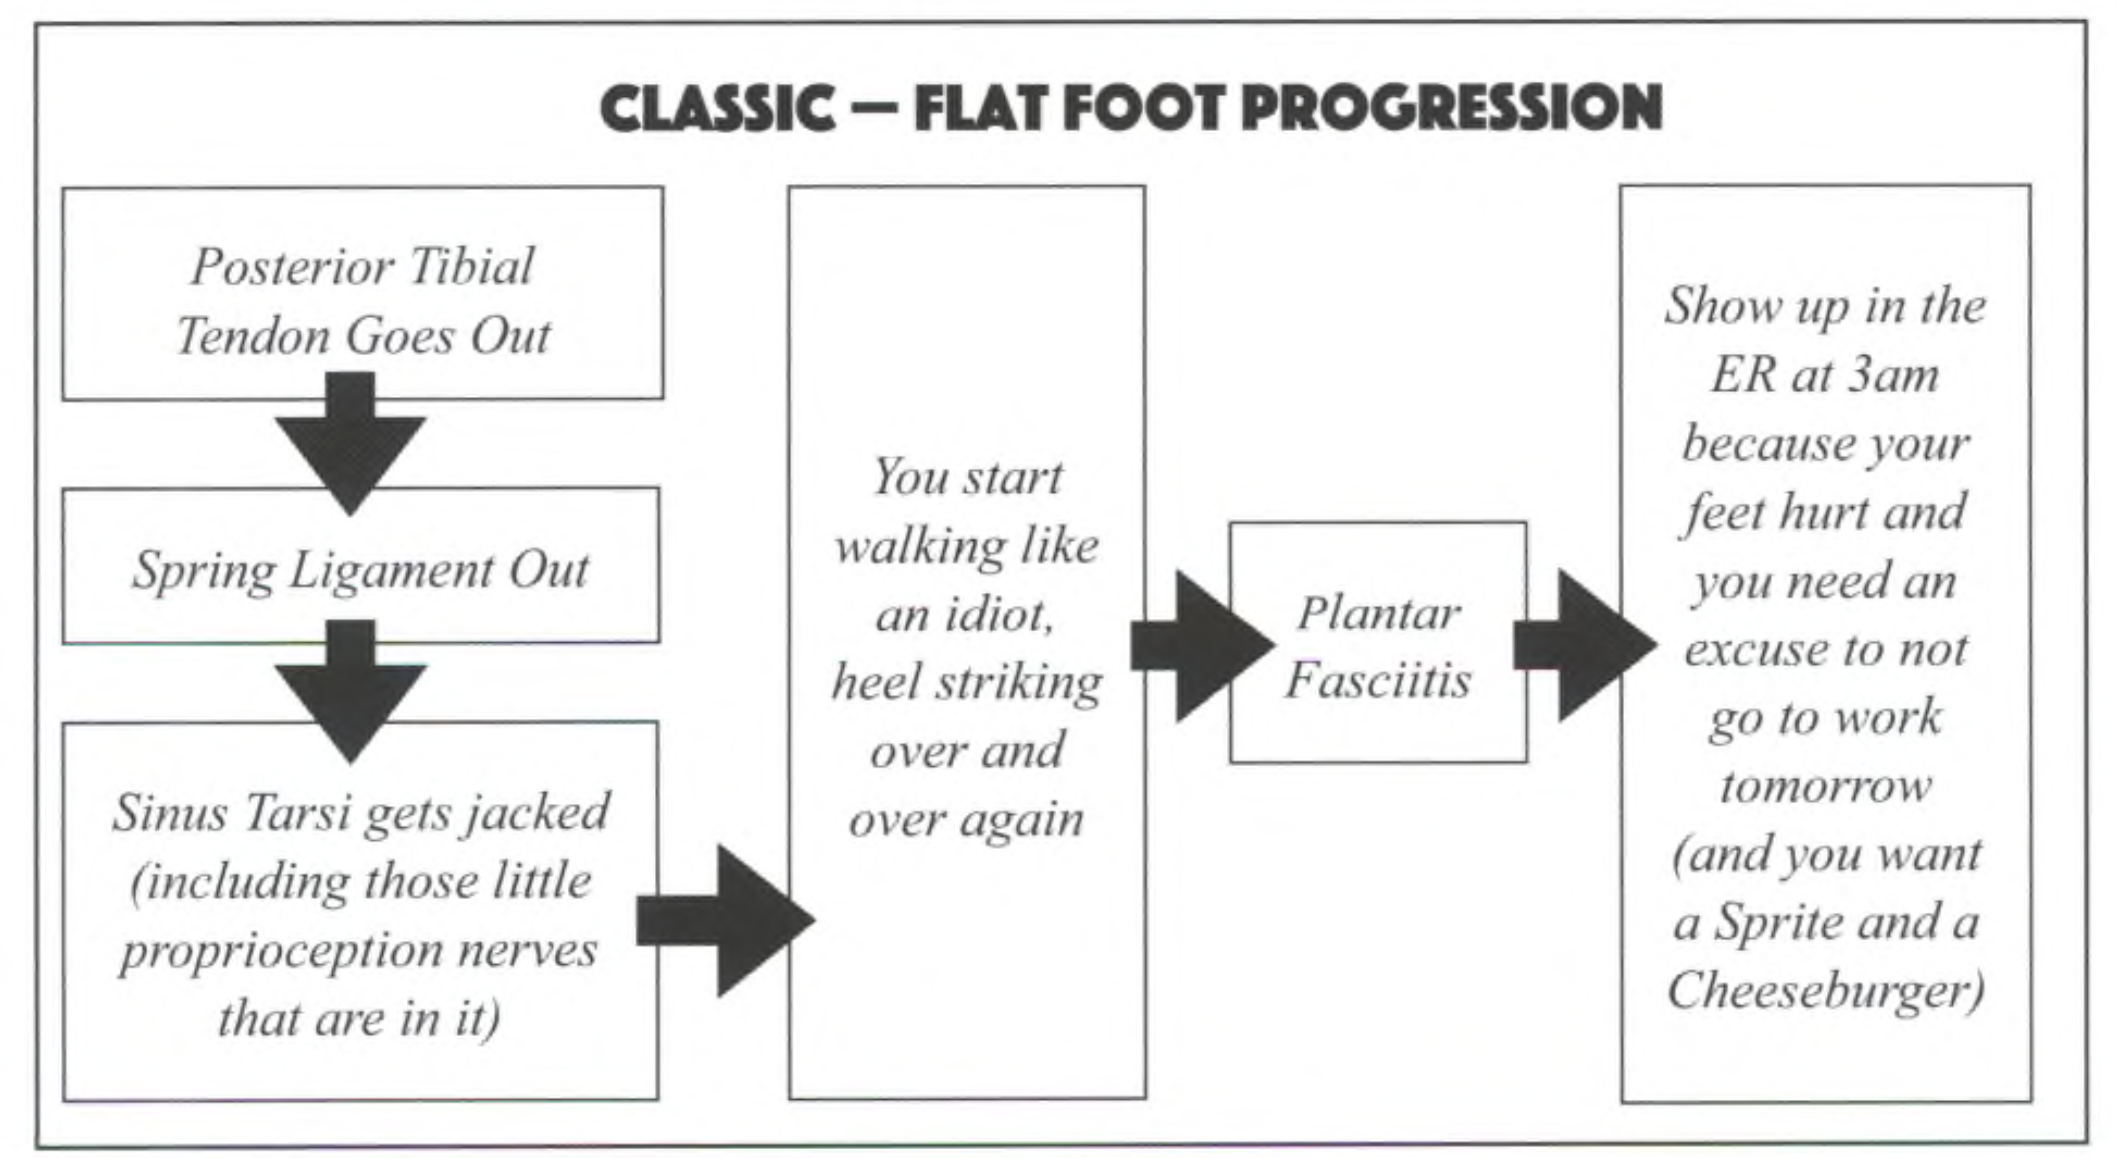 CLASSIC — FLAT FOOT PROGRESSION
Posterior Tibial
Tendon Goes Out
Spring Ligament Out
Sinus Tarsi gets jacked
(including those little
proprioception nerves
that are in it)
You start
walking like
an idiot,
heel striking
over and
over again
Plantar
Fasciitis
Show up in the
ER at 3am
because your
feet hurt and
you need an
excuse to not
go to work
tomorrow
(and you want
a Sprite and a
Cheeseburger)